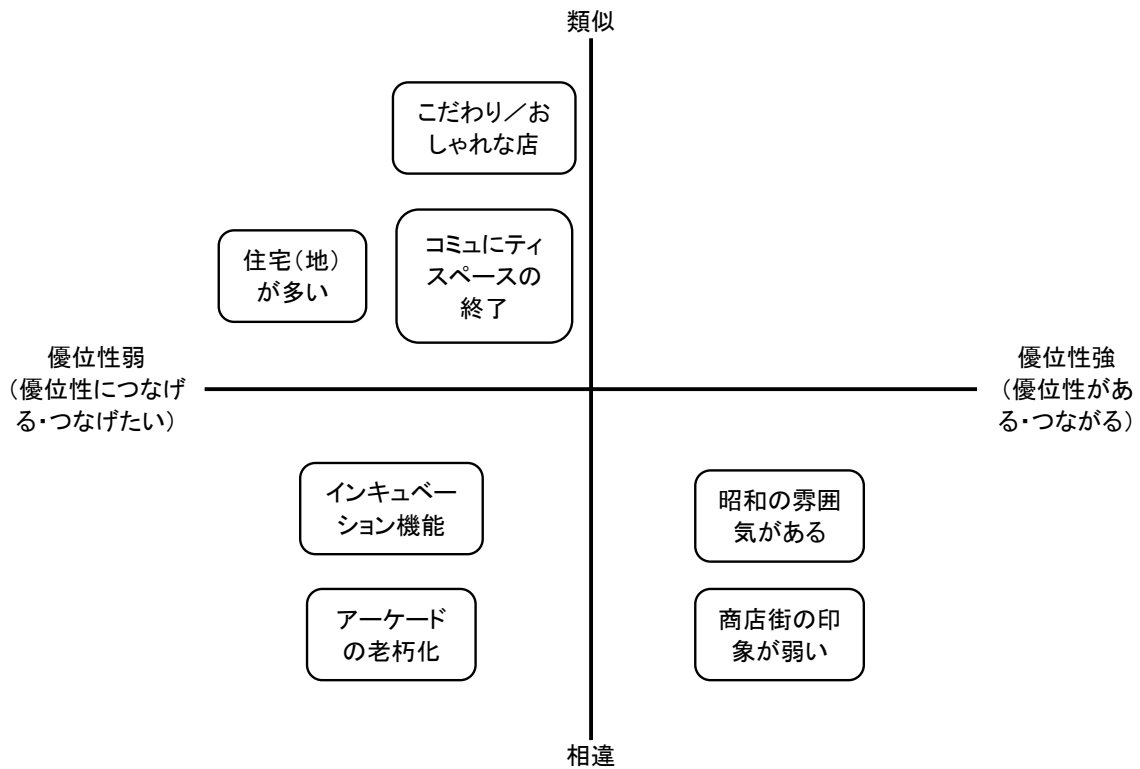 類似
こだわり／お
しゃれな店
コミュにティ
スペースの
終了
住宅（地）
が多い
優位性弱
（優位性につなげ
る・つなげたい）
優位性強
（優位性があ
る・つながる）
インキュベー
ション機能
昭和の雰囲
気がある
アーケード
の老朽化
商店街の印
象が弱い
相違